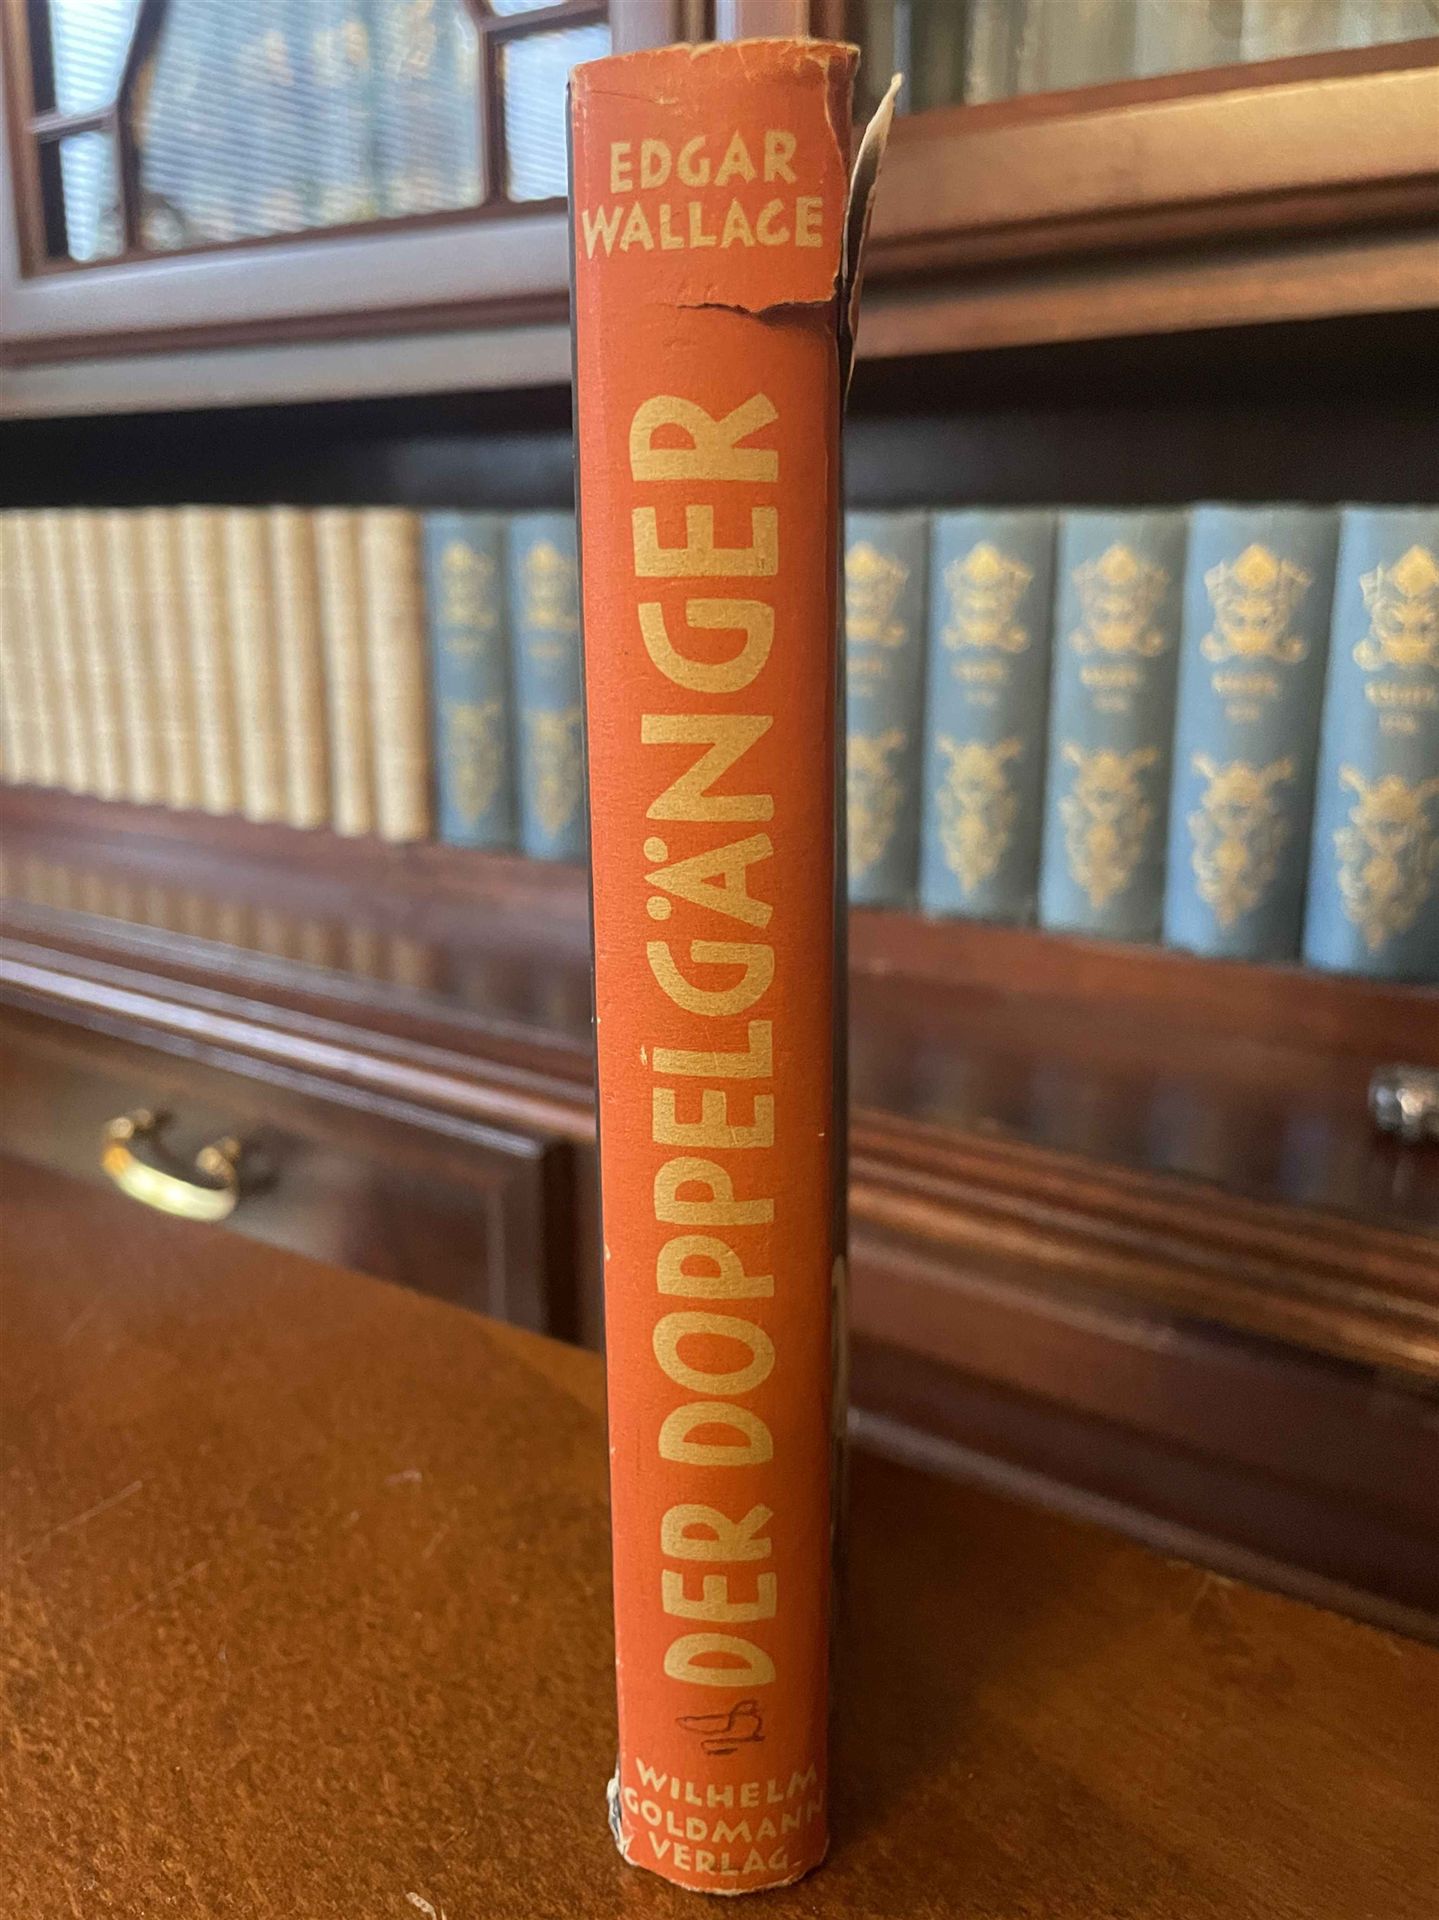 EDGAR
WALLACE
DER DOPPELGÄNGER
WILHELM
GOLDMANN
VERLAG